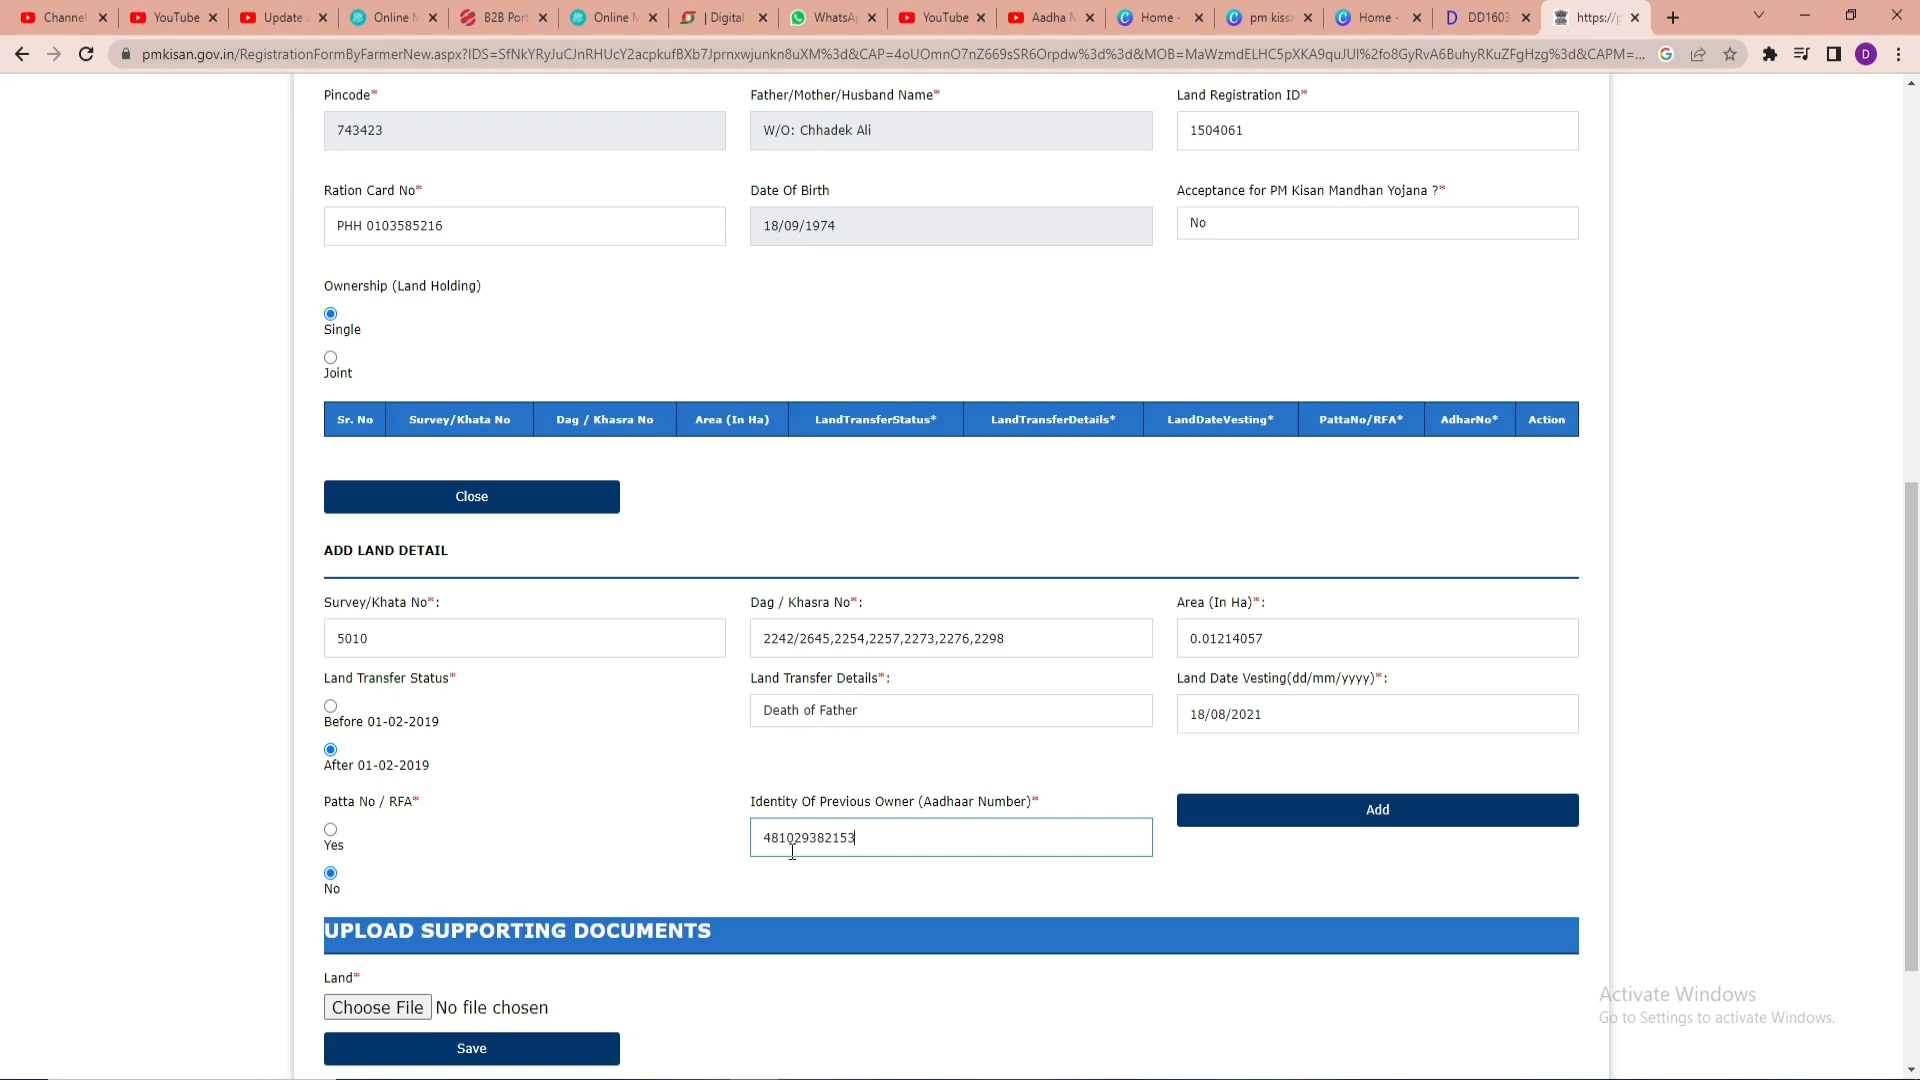 Channel
YouTube
Update
Online
B2B Port
Online
| Digital
WhatsA
YouTube
Aadha
Home -
pm kiss
Home -
DD1603
https://p
pmkisan.gov.in/RegistrationFormByFarmerNew.aspx?IDS=SfNkYRyJuCJnRHUcY2acpkufBXb7Jprnxwjunkn8uXM%3d&CAP=4oUOmnO7nZ669sSR6Orpdw%3d%3d&MOB=MaWzmdELHC5pXKA9quJUl%2fo8GyRvA6BuhyRKuZFgHzg%3d&CAPM=...
D
Pincode*
Father/Mother/Husband Name*
Land Registration ID*
743423
W/O: Chhadek Ali
1504061
Ration Card No*
Date Of Birth
Acceptance for PM Kisan Mandhan Yojana ?*
PHH 0103585216
18/09/1974
No
Ownership (Land Holding)
Single
Joint
Sr. No
Survey/Khata No
Dag / Khasra No
Area (In Ha)
LandTransferStatus*
LandTransferDetails*
LandDateVesting*
PattaNo/RFA*
AdharNo*
Action
Close
ADD LAND DETAIL
Survey/Khata No*:
Dag / Khasra No*:
Area (In Ha)*:
5010
2242/2645,2254,2257,2273,2276,2298
0.01214057
Land Transfer Status*
Land Transfer Details*:
Land Date Vesting(dd/mm/yyyy)*:
Before 01-02-2019
Death of Father
18/08/2021
After 01-02-2019
Patta No / RFA*
Identity Of Previous Owner (Aadhaar Number)*
Add
Yes
481029382153
No
UPLOAD SUPPORTING DOCUMENTS
Land*
Choose File No file chosen
Save
Activate Windows
Go to Settings to activate Windows.